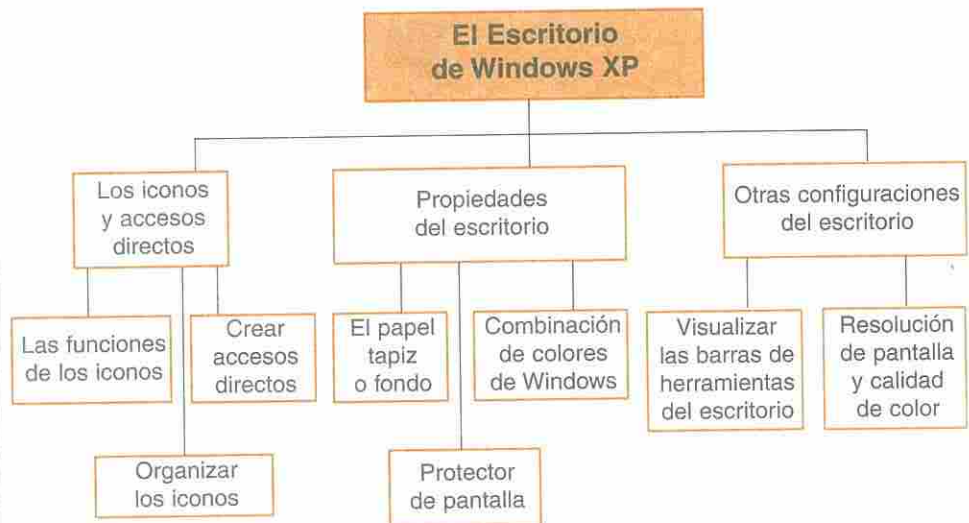 El Escritorio
de Windows XP
Los iconos
y accesos
directos
Propiedades
del escritorio
Otras configuraciones
del escritorio
Las funciones
de los iconos
Crear
accesos
directos
El papel
tapiz
o fondo
Combinación
de colores
de Windows
Visualizar
las barras de
herramientas
del escritorio
Resolución
de pantalla
y calidad
de color
Organizar
los iconos
Protector
de pantalla